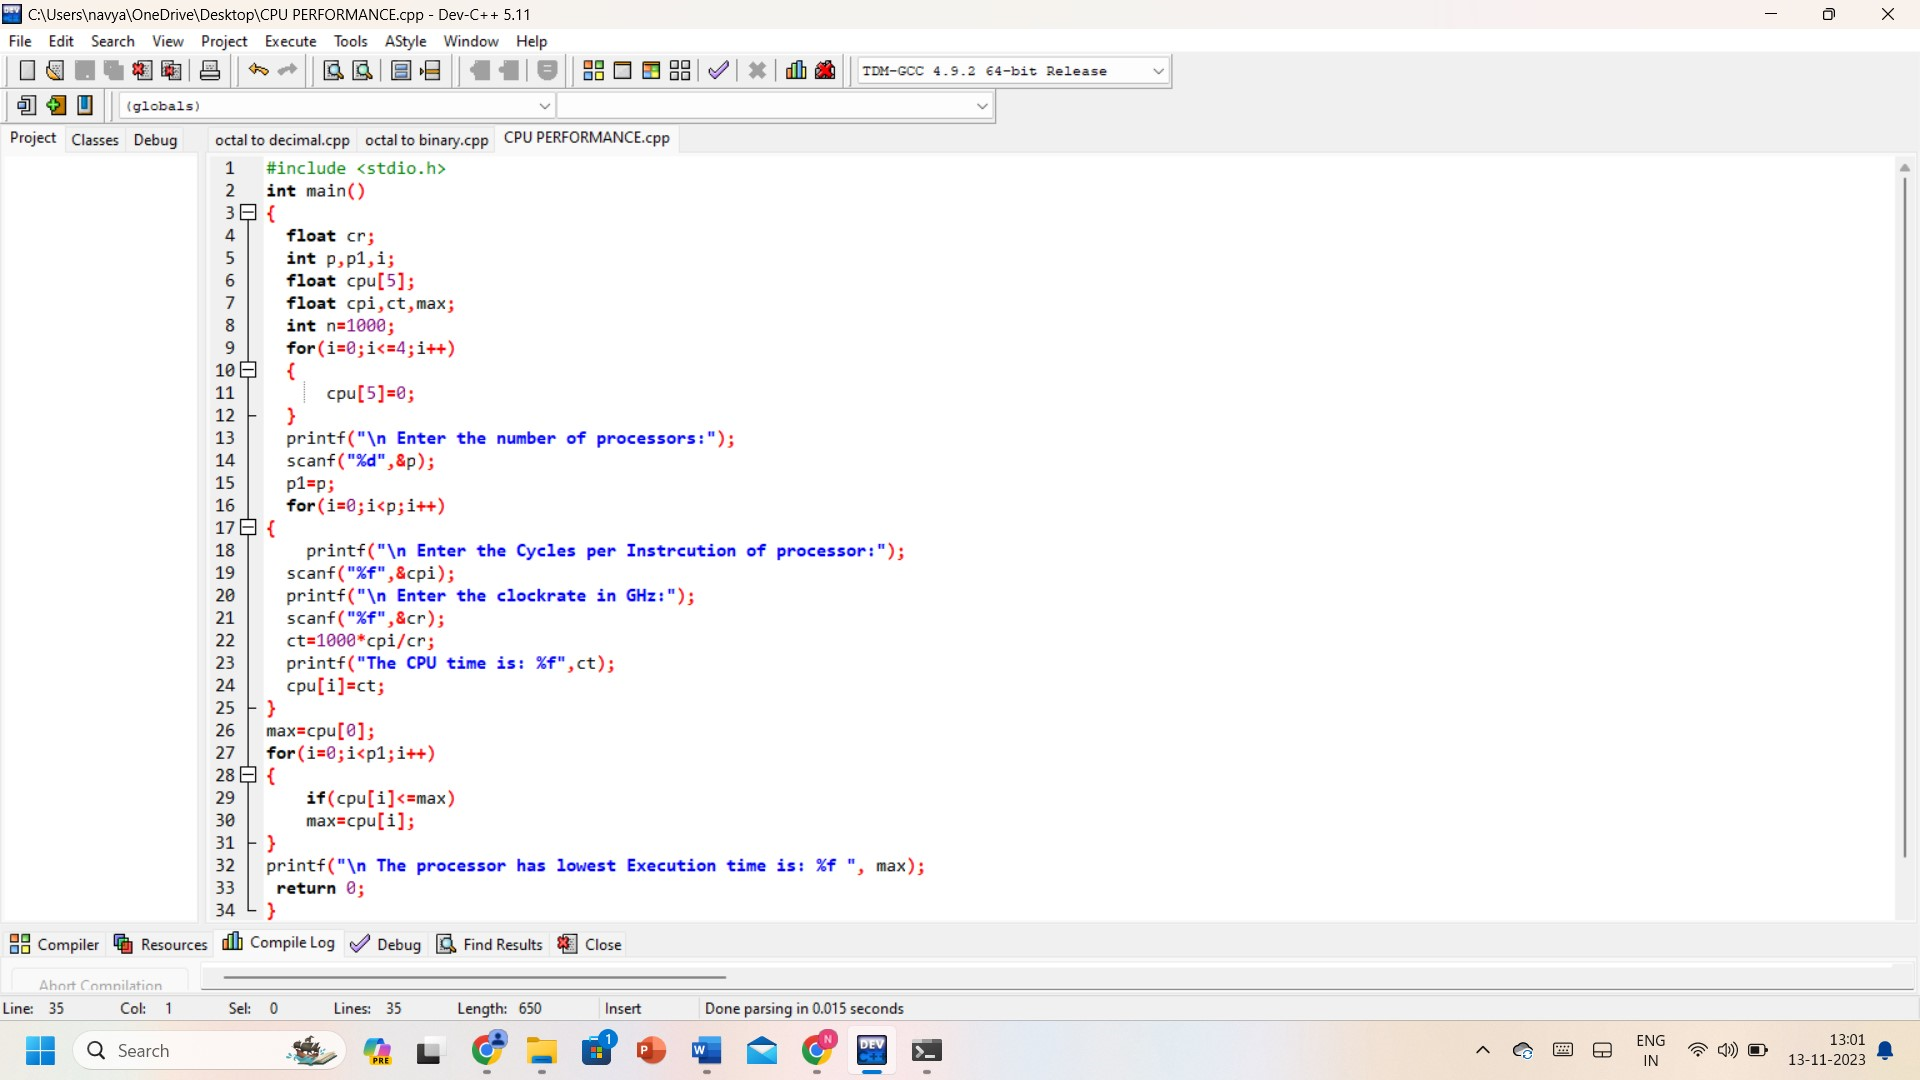 C:\Users\navya\OneDrive\Desktop\CPU PERFORMANCE.cpp - Dev-C++ 5.11
File Edit Search View Project Execute Tools AStyle Window Help
TDM-GCC 4.9.2 64-bit Release
(globals)
Project Classes Debug octal to decimal.cpp octal to binary.cpp CPU PERFORMANCE.cpp
1 #include <stdio.h>
2 int main()
3 {
4 float cr;
5 int p,p1,i;
6 float cpu[5];
7 float cpi,ct,max;
8 int n=1000;
9 for(i=0;i<=4;i++)
10 {
11 cpu[5]=0;
12 }
13 printf("\n Enter the number of processors:");
14 scanf("%d",&p);
15 p1=p;
16 for(i=0;i<p;i++)
17 {
18 printf("\n Enter the Cycles per Instrcution of processor:");
19 scanf("%f",&cpi);
20 printf("\n Enter the clockrate in GHz:");
21 scanf("%f",&cr);
22 ct=1000*cpi/cr;
23 printf("The CPU time is: %f",ct);
24 cpu[i]=ct;
25 }
26 max=cpu[0];
27 for(i=0;i<p1;i++)
28 {
29 if(cpu[i]<=max)
30 max=cpu[i];
31 }
32 printf("\n The processor has lowest Execution time is: %f ", max);
33 return 0;
34 }
Compiler Resources Compile Log Debug Find Results Close
Abort Compilation
Line: 35 Col: 1 Sel: 0 Lines: 35 Length: 650 Insert Done parsing in 0.015 seconds
Search PRE 1 P W N DEV C++ ENG IN 13:01 13-11-2023